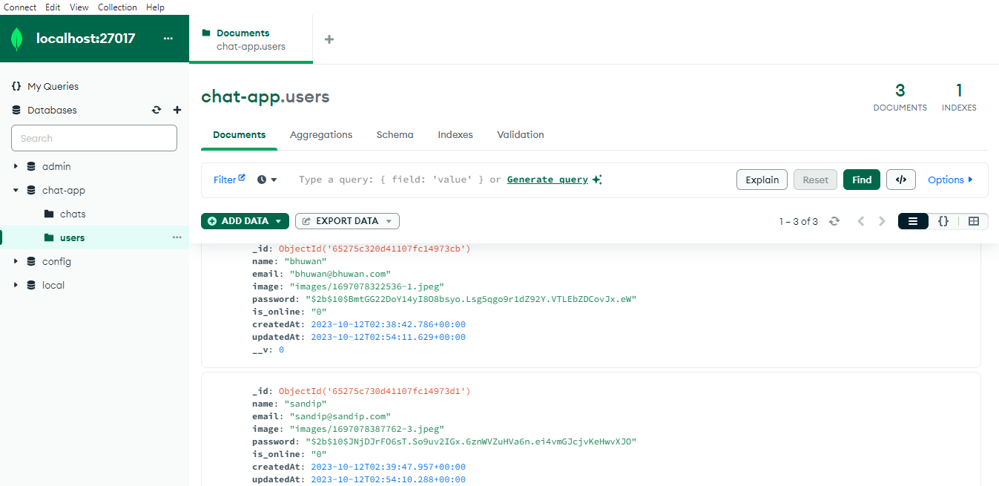 Connect Edit View Collection Help
localhost:27017 ...
Documents
chat-app.users
My Queries
Databases
Search
admin
chat-app
chats
users ...
config
local
chat-app.users
3
DOCUMENTS
1
INDEXES
Documents Aggregations Schema Indexes Validation
Filter Type a query: { field: 'value' } or Generate query Explain Reset Find </> Options
ADD DATA EXPORT DATA 1 – 3 of 3 {}
_id: ObjectId('65275c320d41107fc14973cb')
name: "bhuwan"
email: "bhuwan@bhuwan.com"
image: "images/1697078322536-1.jpeg"
password: "$2b$10$BmtGG22DoY14yI8O8bsyo.Lsg5qgo9r1dZ92Y.VTLEbZDCovJx.eW"
is_online: "0"
createdAt: 2023-10-12T02:38:42.786+00:00
updatedAt: 2023-10-12T02:54:11.629+00:00
__v: 0
_id: ObjectId('65275c730d41107fc14973d1')
name: "sandip"
email: "sandip@sandip.com"
image: "images/1697078387762-3.jpeg"
password: "$2b$10$JNjDJrFO6sT.So9uv2IGx.6znWVZuHVa6n.ei4vmGJcjvKeHwvXJO"
is_online: "0"
createdAt: 2023-10-12T02:39:47.957+00:00
updatedAt: 2023-10-12T02:54:10.288+00:00